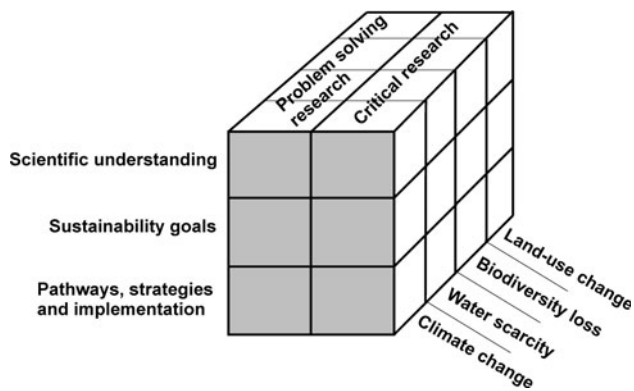 Problem solving
research
Critical research
Scientific understanding
Sustainability goals
Pathways, strategies
and implementation
Land-use change
Biodiversity loss
Water scarcity
Climate change